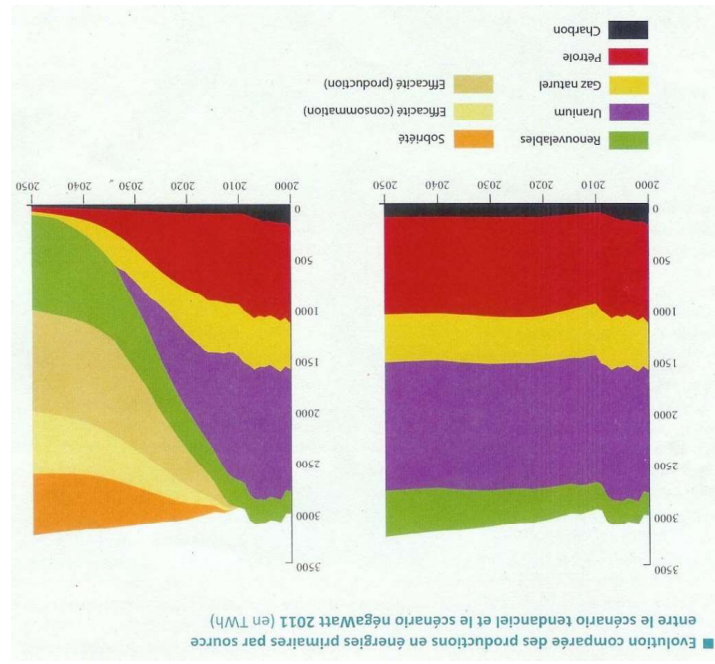 Evolution comparée des productions en énergies primaires par source
entre le scénario tendanciel et le scénario négaWatt 2011 (en TWh)
3500
3000
2500
2000
1500
1000
500
0
2000 2010 2020 2030 2040 2050
3500
3000
2500
2000
1500
1000
500
0
2000 2010 2020 2030 2040 2050
Renouvelables
Uranium
Gaz naturel
Pétrole
Charbon
Sobriété
Efficacité (consommation)
Efficacité (production)